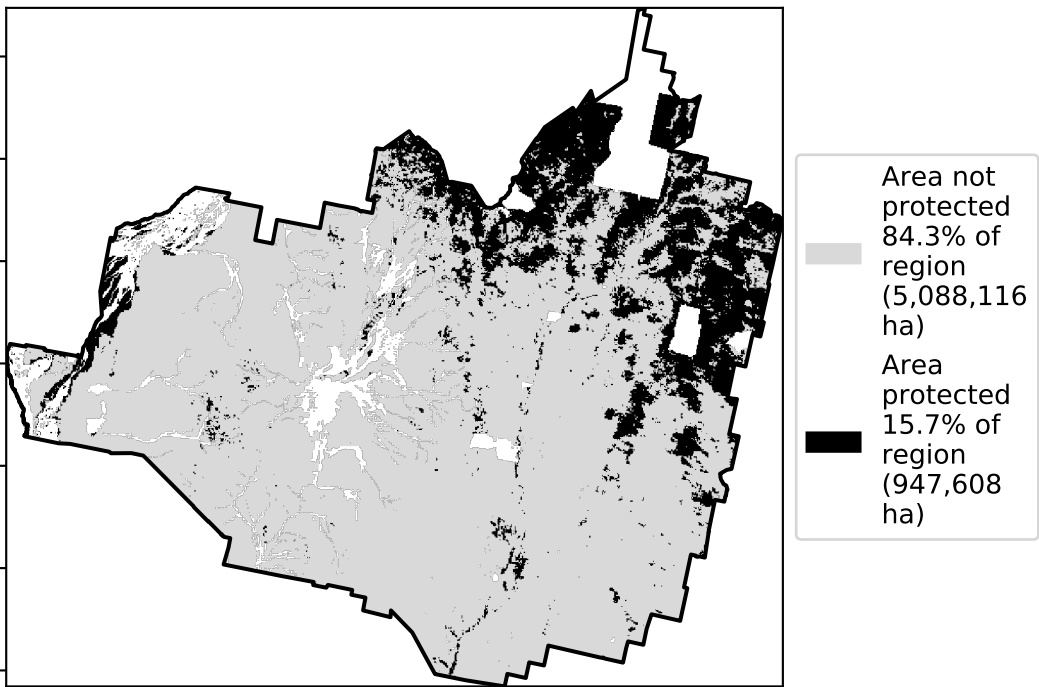 Area not
protected
84.3% of
region
(5,088,116
ha)
Area
protected
15.7% of
region
(947,608
ha)